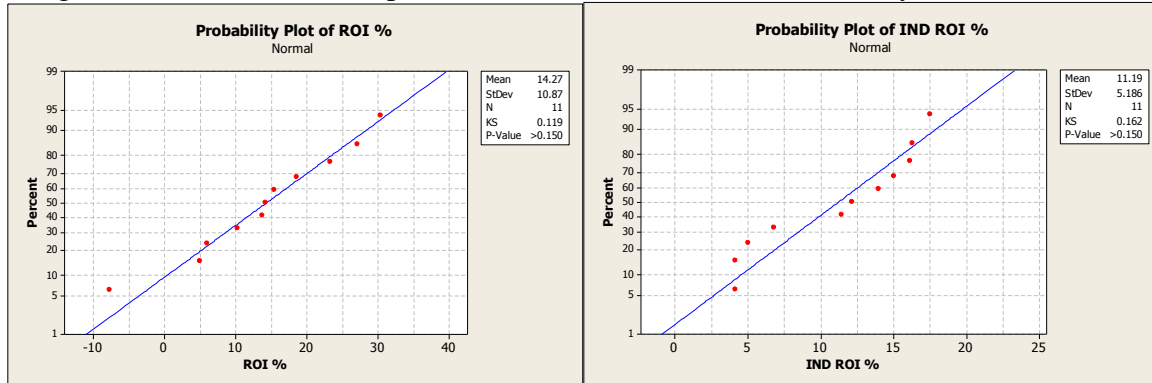 Probability Plot of ROI %
Normal
99
95
90
80
70
60
50
40
30
20
10
5
1
Percent
-10 0 10 20 30 40
ROI %
Mean 14.27
StDev 10.87
N 11
KS 0.119
P-Value >0.150
Probability Plot of IND ROI %
Normal
99
95
90
80
70
60
50
40
30
20
10
5
1
Percent
0 5 10 15 20 25
IND ROI %
Mean 11.19
StDev 5.186
N 11
KS 0.162
P-Value >0.150